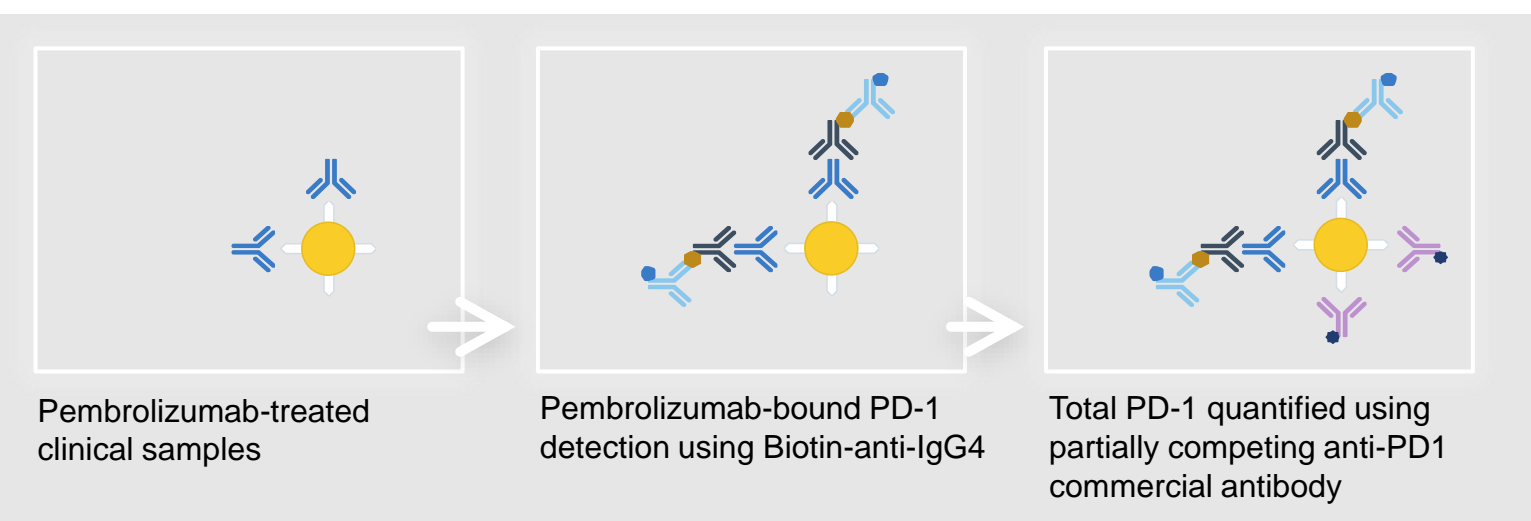 Pembrolizumab-treated
clinical samples
Pembrolizumab-bound PD-1
detection using Biotin-anti-IgG4
Total PD-1 quantified using
partially competing anti-PD1
commercial antibody